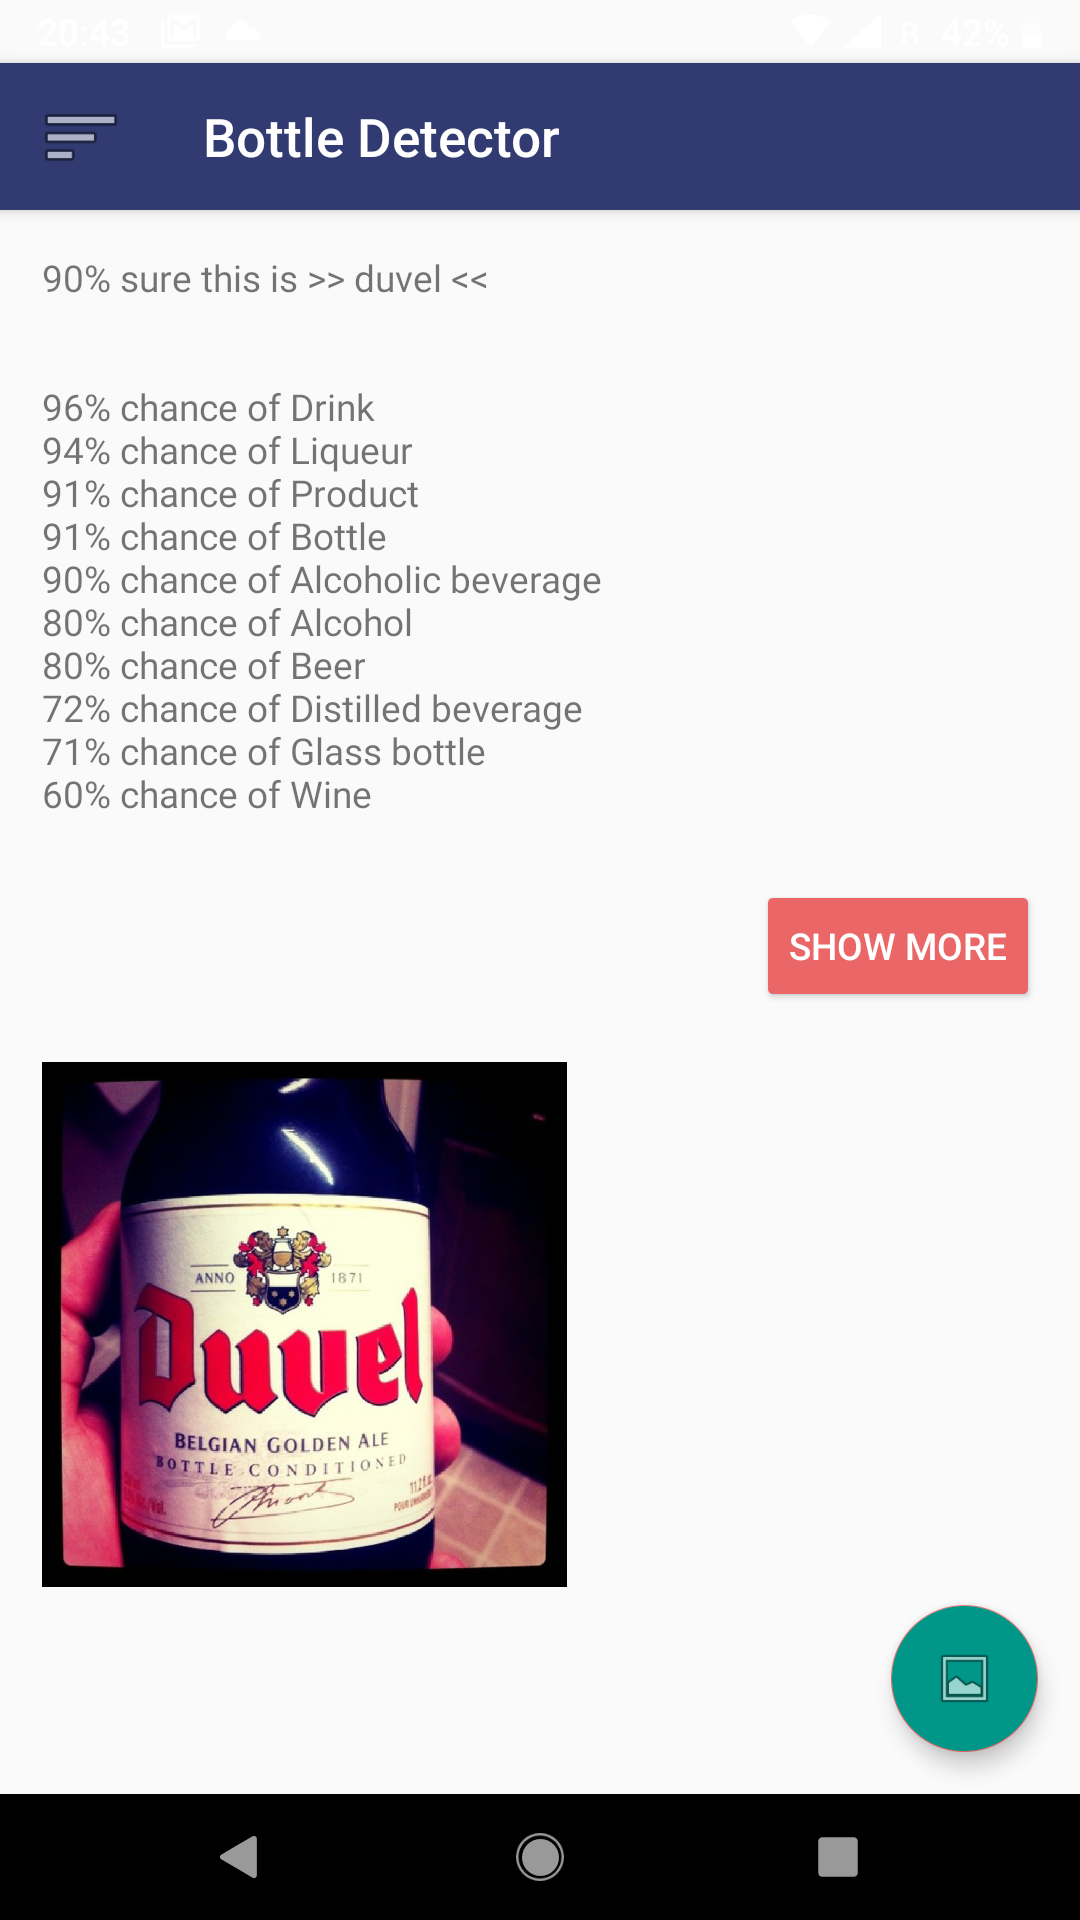 20:43 R 42%
Bottle Detector
90% sure this is >> duvel <<
96% chance of Drink
94% chance of Liqueur
91% chance of Product
91% chance of Bottle
90% chance of Alcoholic beverage
80% chance of Alcohol
80% chance of Beer
72% chance of Distilled beverage
71% chance of Glass bottle
60% chance of Wine
SHOW MORE
ANNO 1871
Duvel
BELGIAN GOLDEN ALE
BOTTLE CONDITIONED